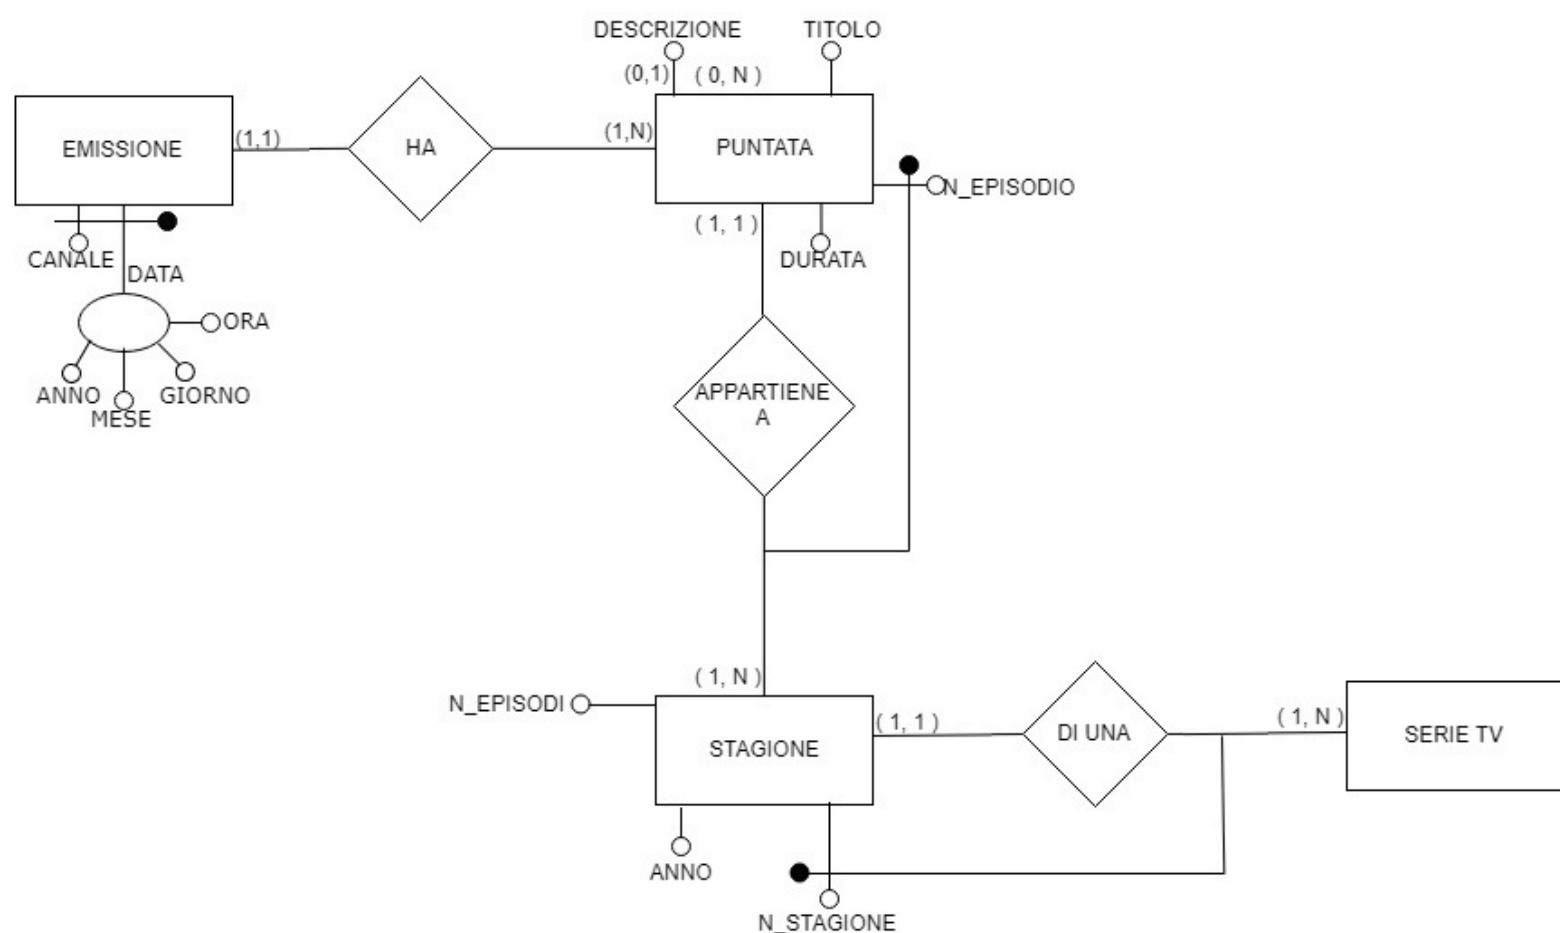 DESCRIZIONE
TITOLO
(0,1)
( 0, N )
EMISSIONE
(1,1)
HA
(1,N)
PUNTATA
N_EPISODIO
( 1, 1 )
CANALE
DURATA
DATA
ORA
ANNO
GIORNO
MESE
APPARTIENE
A
( 1, N )
N_EPISODI
STAGIONE
( 1, 1 )
DI UNA
( 1, N )
SERIE TV
ANNO
N_STAGIONE